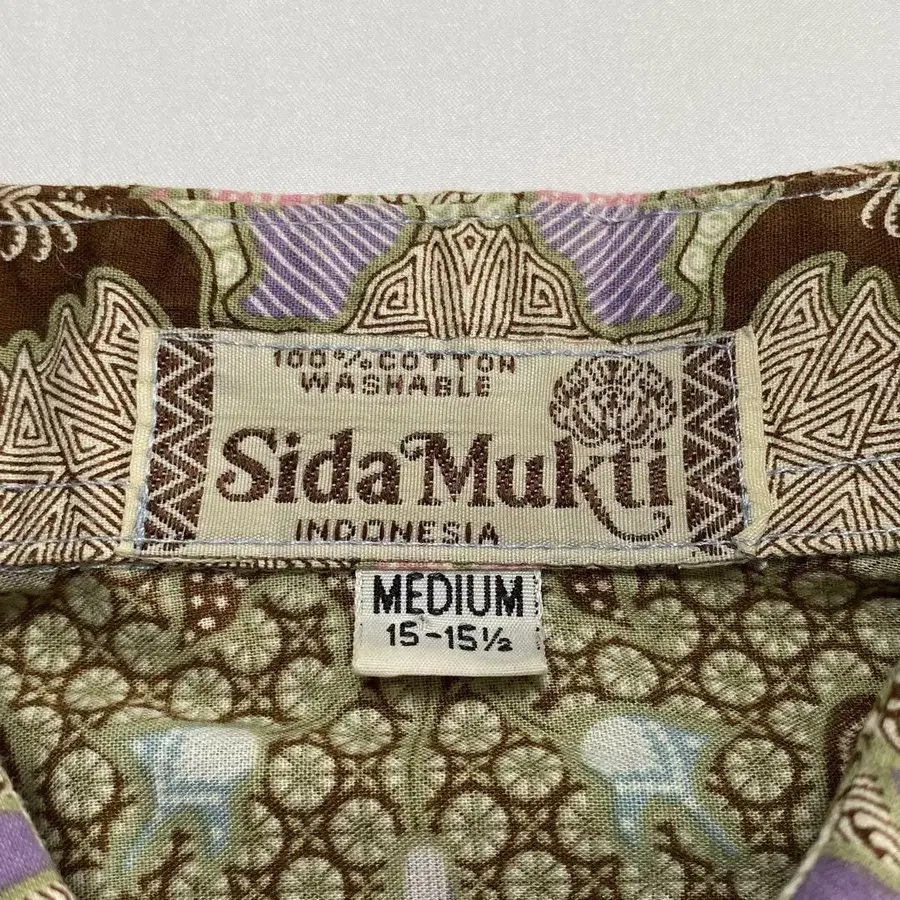 100% COTTON
WASHABLE
Sida Mukti
INDONESIA
MEDIUM
15-15½